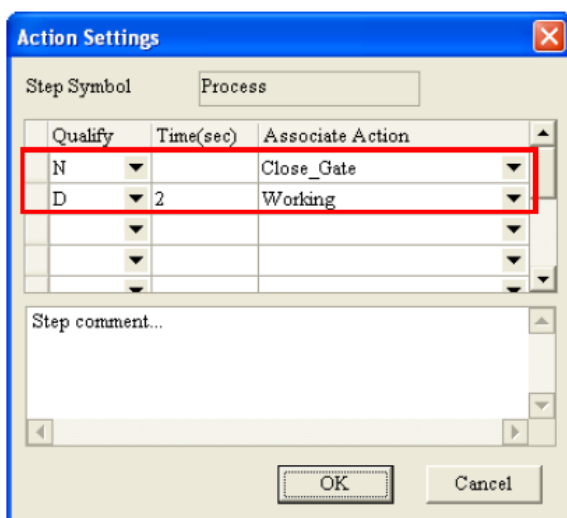 Action Settings
Step Symbol Process
Qualify Time(sec) Associate Action
N Close_Gate
D 2 Working
Step comment...
OK Cancel